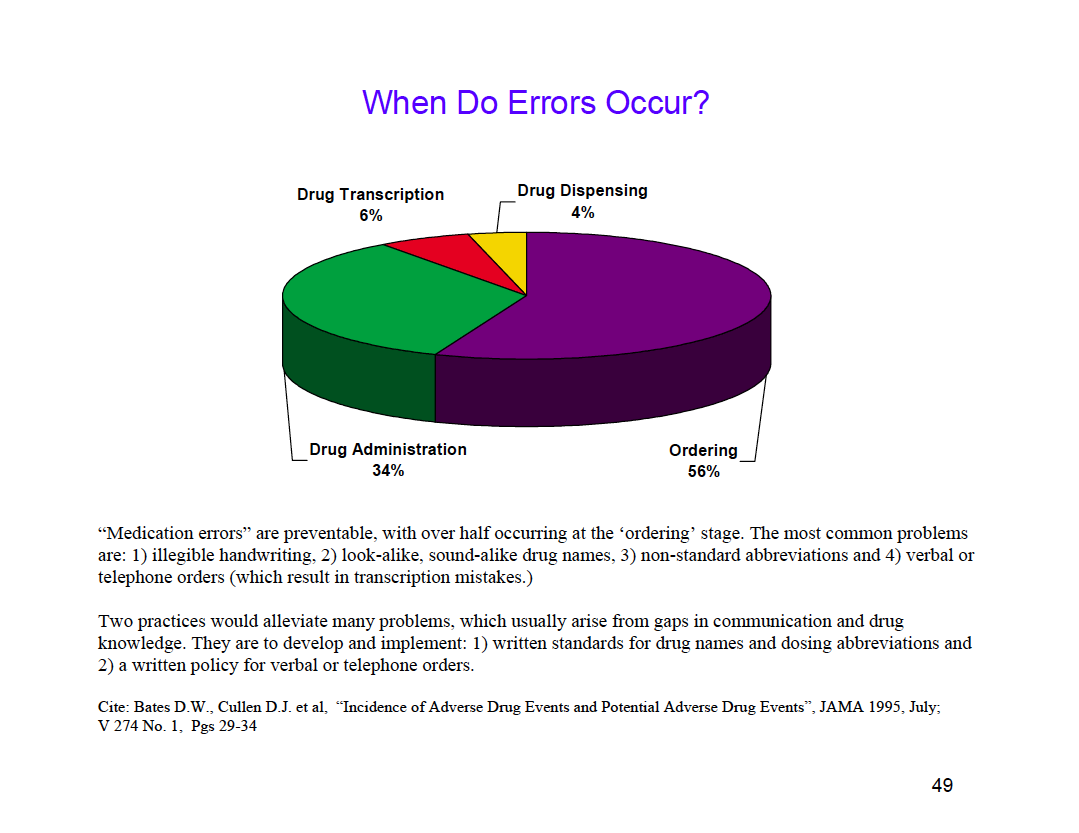 When Do Errors Occur?
Drug Transcription
6%
Drug Dispensing
4%
Drug Administration
34%
Ordering
56%
“Medication errors” are preventable, with over half occurring at the ‘ordering’ stage. The most common problems
are: 1) illegible handwriting, 2) look-alike, sound-alike drug names, 3) non-standard abbreviations and 4) verbal or
telephone orders (which result in transcription mistakes.)
Two practices would alleviate many problems, which usually arise from gaps in communication and drug
knowledge. They are to develop and implement: 1) written standards for drug names and dosing abbreviations and
2) a written policy for verbal or telephone orders.
Cite: Bates D.W., Cullen D.J. et al, “Incidence of Adverse Drug Events and Potential Adverse Drug Events”, JAMA 1995, July;
V 274 No. 1, Pgs 29-34
49